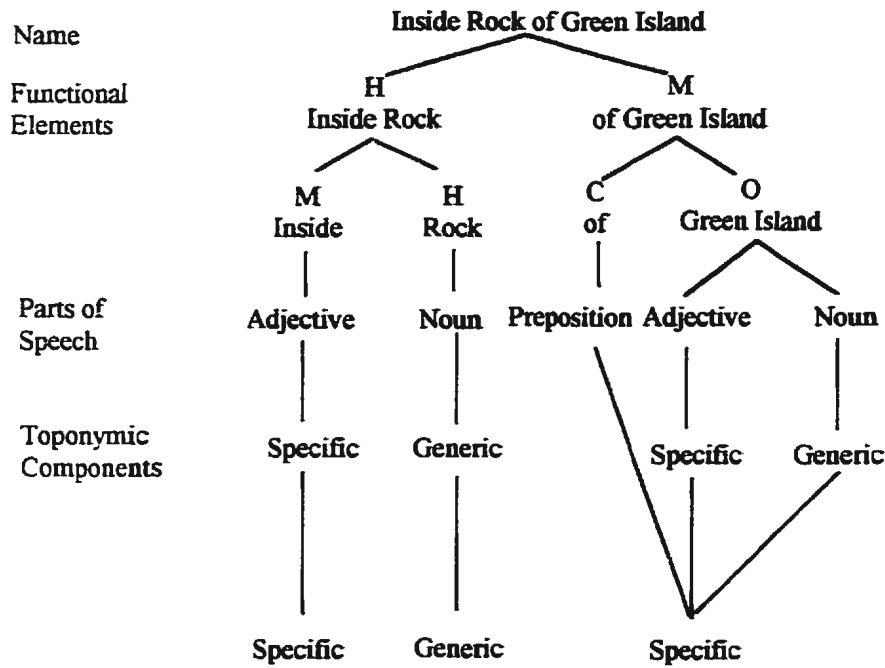 Name
Inside Rock of Green Island
Functional
Elements
H
M
Inside Rock
of Green Island
M
H
C
O
Inside
Rock
of
Green Island
Parts of
Speech
Adjective
Noun
Preposition
Adjective
Noun
Toponymic
Components
Specific
Generic
Specific
Generic
Specific
Generic
Specific